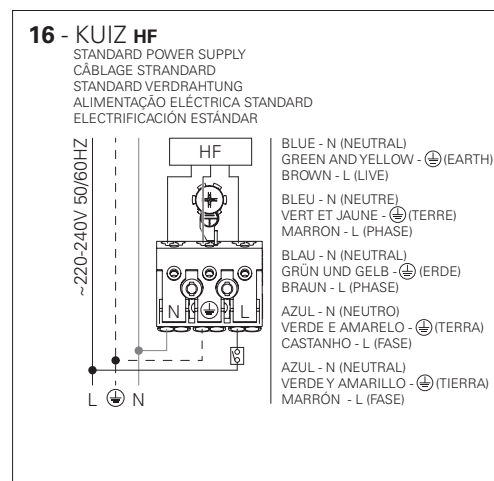 16 - KUIZ HF
STANDARD POWER SUPPLY
CÂBLAGE STRANDARD
STANDARD VERDRAHTUNG
ALIMENTAÇÃO ELÉCTRICA STANDARD
ELECTRIFICACIÓN ESTÁNDAR
~220-240V 50/60HZ
HF
N L
L N
BLUE - N (NEUTRAL)
GREEN AND YELLOW - (EARTH)
BROWN - L (LIVE)
BLEU - N (NEUTRE)
VERT ET JAUNE - (TERRE)
MARRON - L (PHASE)
BLAU - N (NEUTRAL)
GRÜN UND GELB - (ERDE)
BRAUN - L (PHASE)
AZUL - N (NEUTRO)
VERDE E AMARELO - (TERRA)
CASTANHO - L (FASE)
AZUL - N (NEUTRAL)
VERDE Y AMARILLO - (TIERRA)
MARRÓN - L (FASE)